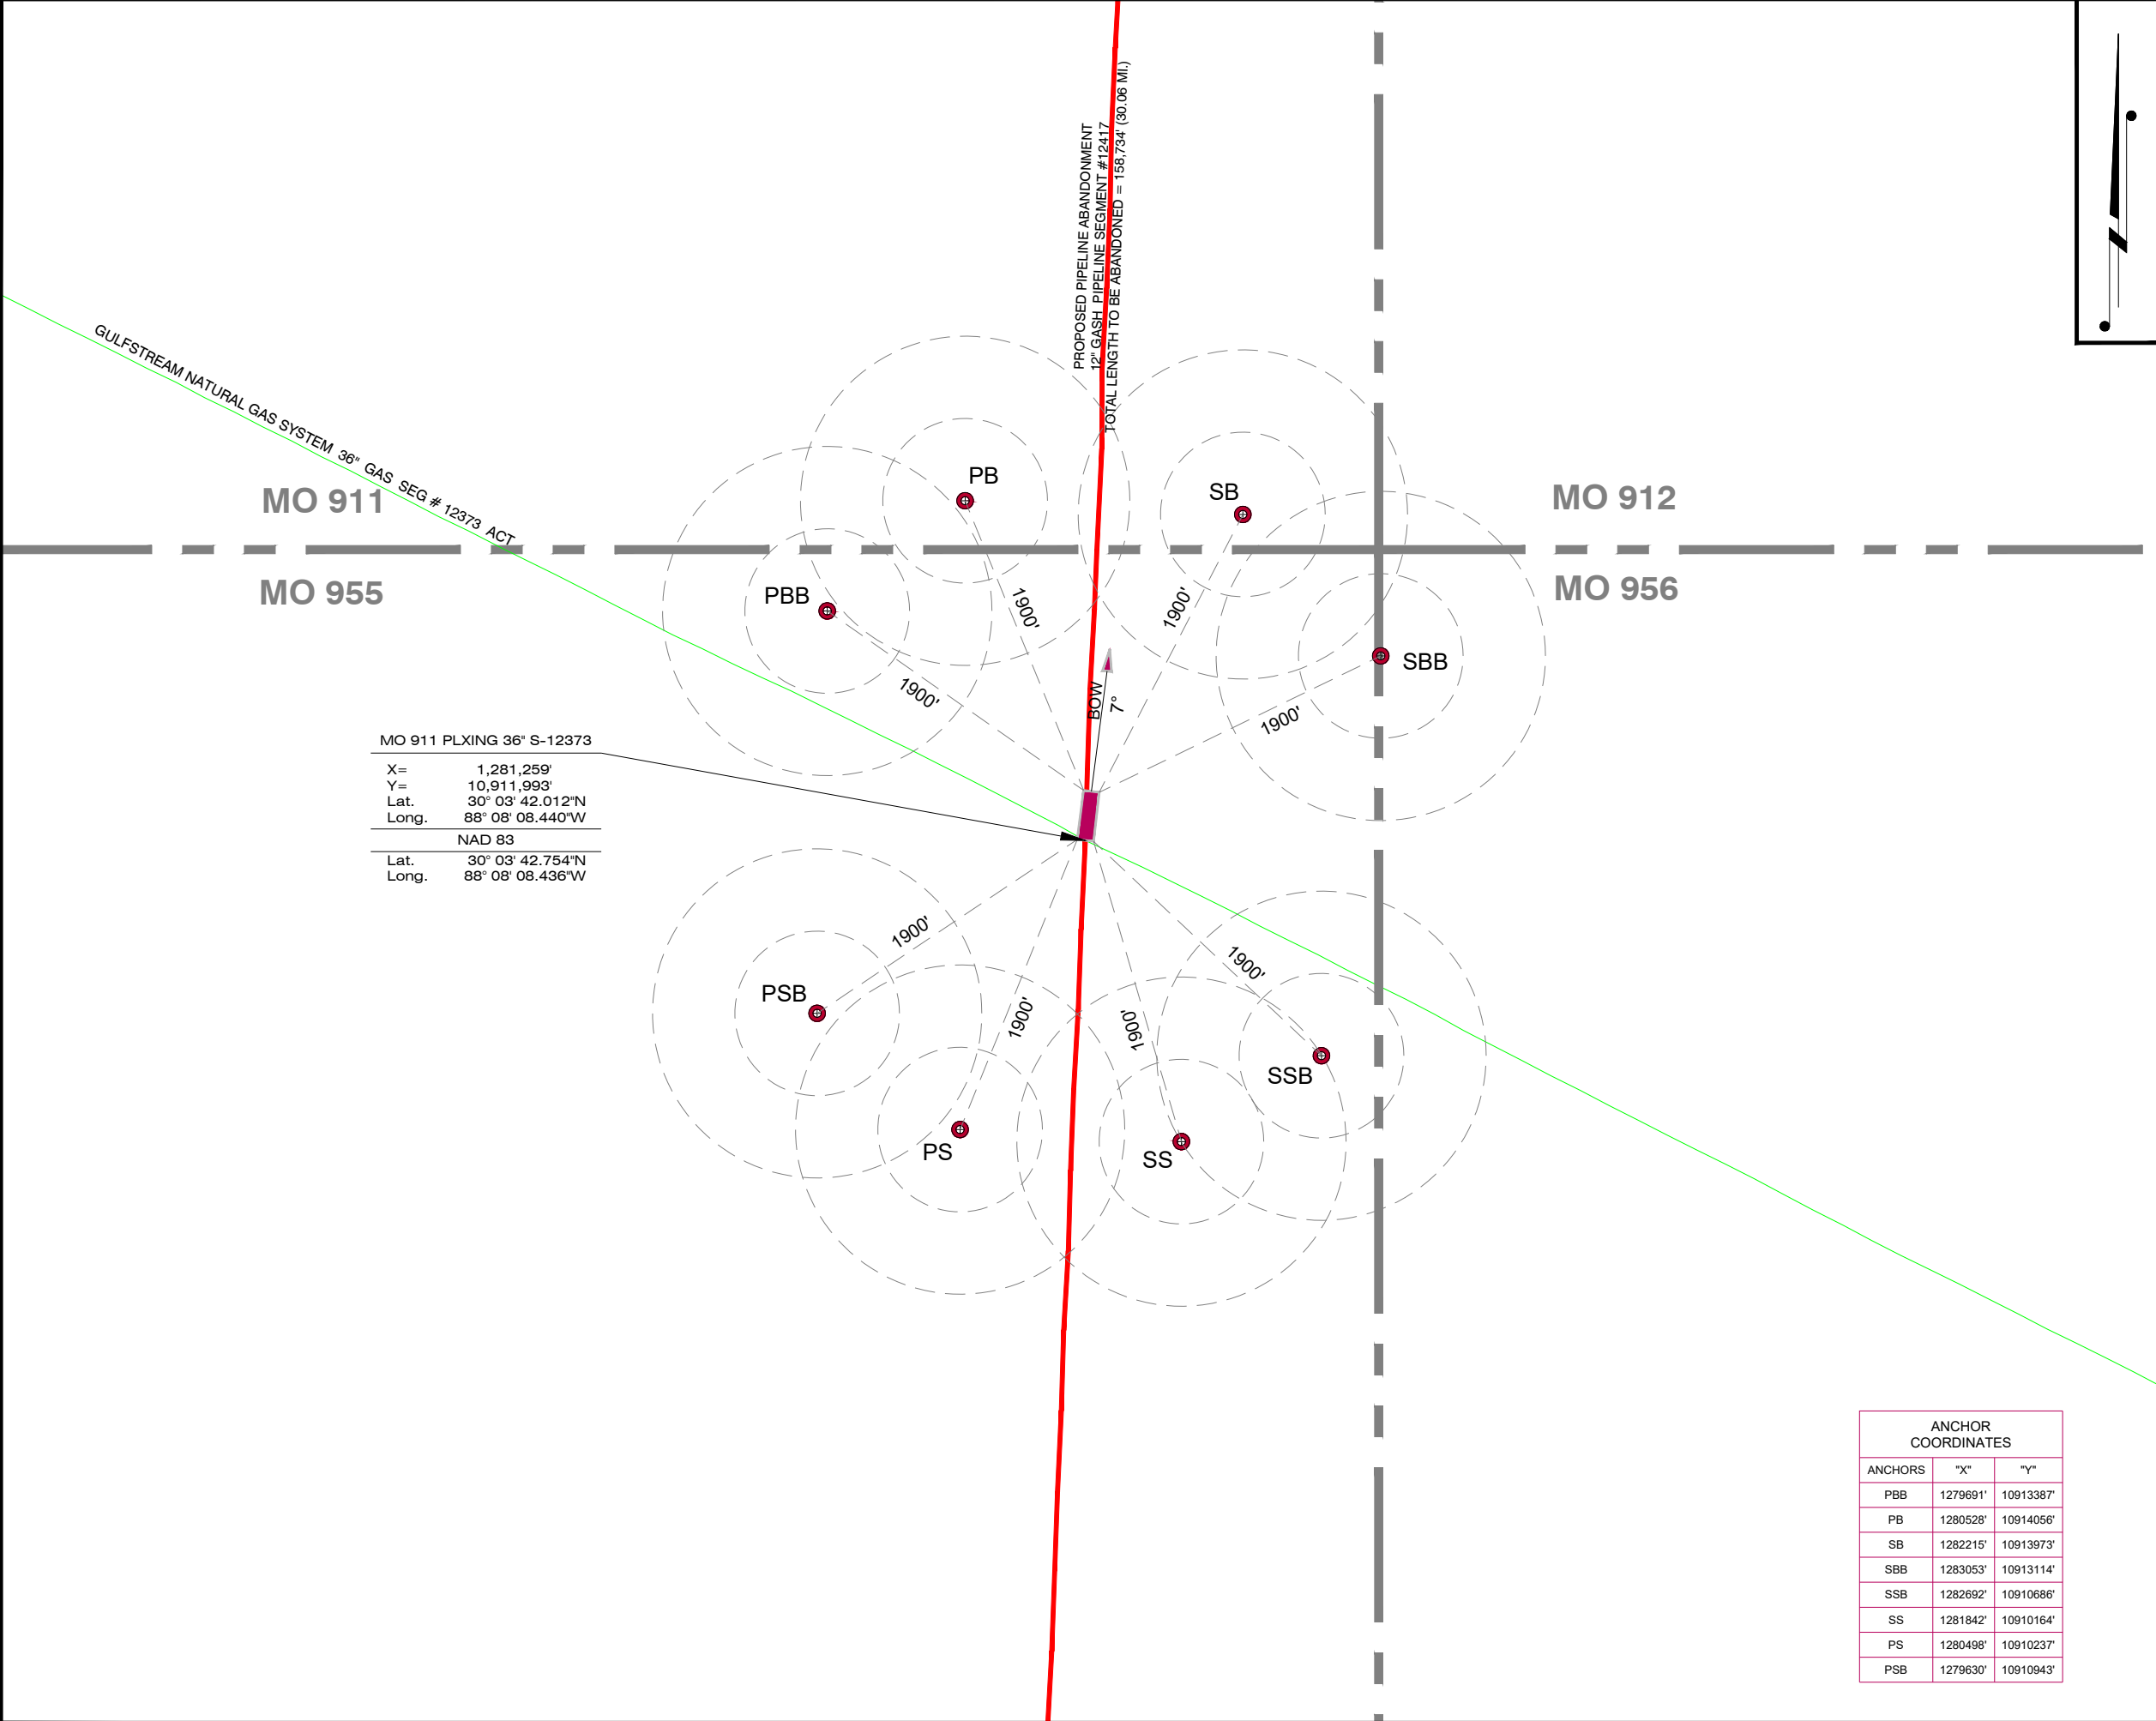 PROPOSED PIPELINE ABANDONMENT
12" GASH PIPELINE SEGMENT #12417
TOTAL LENGTH TO BE ABANDONED = 158,734' (30.06 MI.)
GULFSTREAM NATURAL GAS SYSTEM 36" GAS SEG # 12373 ACT
MO 911
MO 912
MO 955
MO 956
PB
SB
PBB
SBB
1900'
1900'
1900'
1900'
BOW
7°
MO 911 PLXING 36" S-12373
X= 1,281,259'
Y= 10,911,993'
Lat. 30° 03' 42.012"N
Long. 88° 08' 08.440"W
NAD 83
Lat. 30° 03' 42.754"N
Long. 88° 08' 08.436"W
1900'
1900'
1900'
1900'
PSB
SSB
PS
SS
ANCHOR
COORDINATES
ANCHORS "X" "Y"
PBB 1279691' 10913387'
PB 1280528' 10914056'
SB 1282215' 10913973'
SBB 1283053' 10913114'
SSB 1282692' 10910686'
SS 1281842' 10910164'
PS 1280498' 10910237'
PSB 1279630' 10910943'